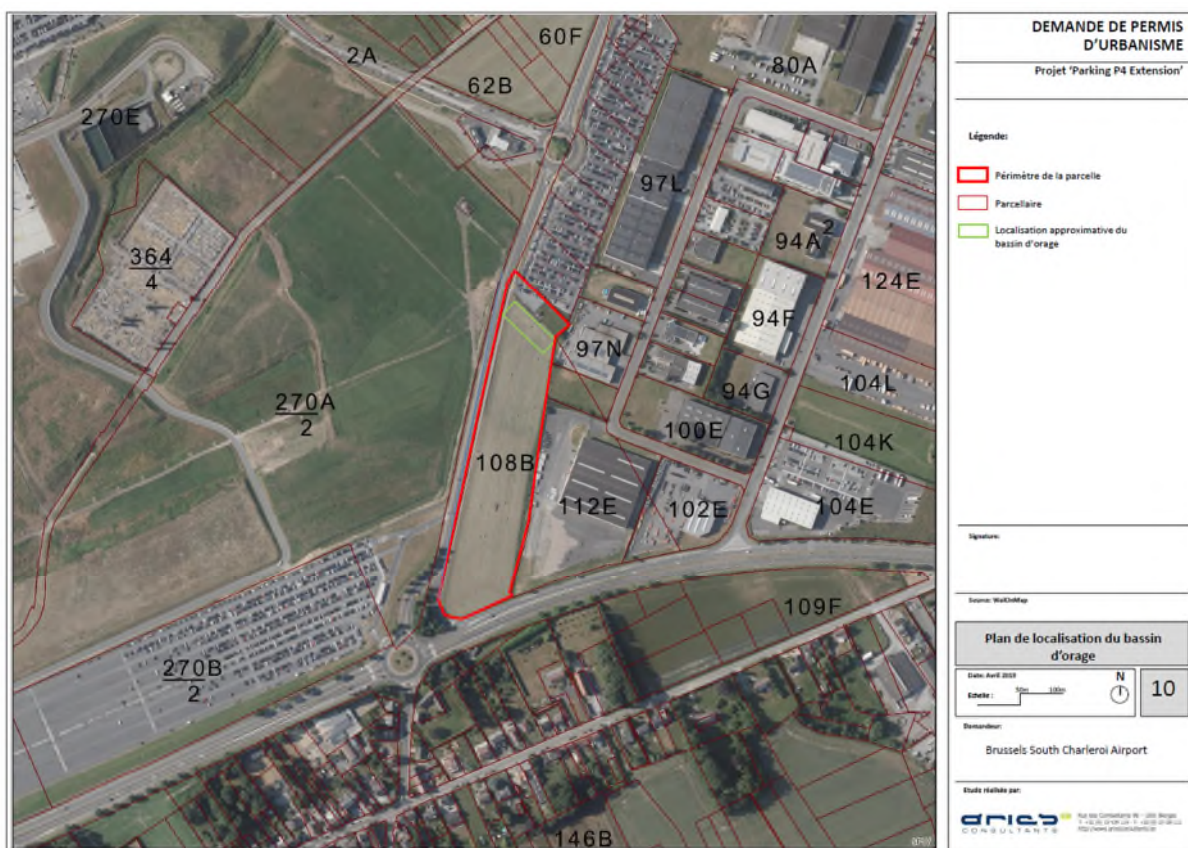 60F
2A
62B
80A
270E
97L
94A²
364
4
124E
94F
97N
104L
94G
270A
2
100E
104K
108B
112E
102E
104E
109F
270B
2
146B
DEMANDE DE PERMIS
D'URBANISME
Projet 'Parking P4 Extension'
Légende:
Périmètre de la parcelle
Parcellaire
Localisation approximative du
bassin d'orage
Signature:
Source: WalOnMap
Plan de localisation du bassin
d'orage
Date: Avril 2019
Echelle :
50m 100m
N
10
Demandeur:
Brussels South Charleroi Airport
Etude réalisée par:
dries
CONSULTANTS